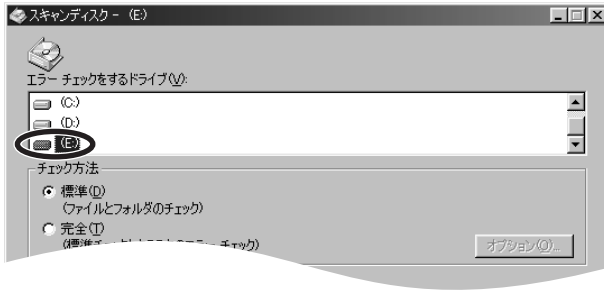 スキャンディスク - (E:)
エラー チェックをするドライブ(V):
(C:)
(D:)
(E:)
チェック方法
標準(D)
(ファイルとフォルダのチェック)
完全(T)
オプション(O)...